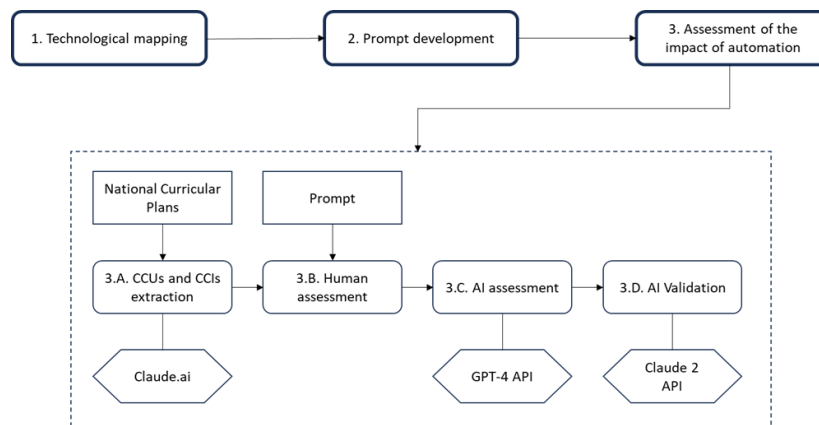 1. Technological mapping
2. Prompt development
3. Assessment of the
impact of automation
National Curricular
Plans
Prompt
3.A. CCUs and CCIs
extraction
3.B. Human
assessment
3.C. AI assessment
3.D. AI Validation
Claude.ai
GPT-4 API
Claude 2
API